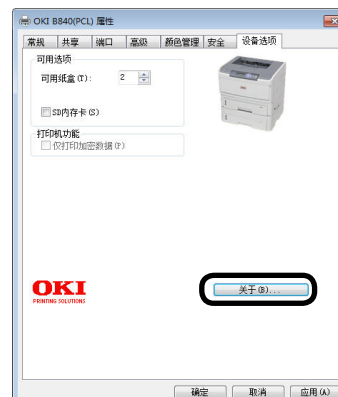 OKI B840(PCL) 属性
常规 共享 端口 高级 颜色管理 安全 设备选项
可用选项
可用纸盒(T): 2
SD内存卡(S)
打印机功能
仅打印加密数据(P)
OKI
PRINTING SOLUTIONS
关于(B)...
确定 取消 应用(A)